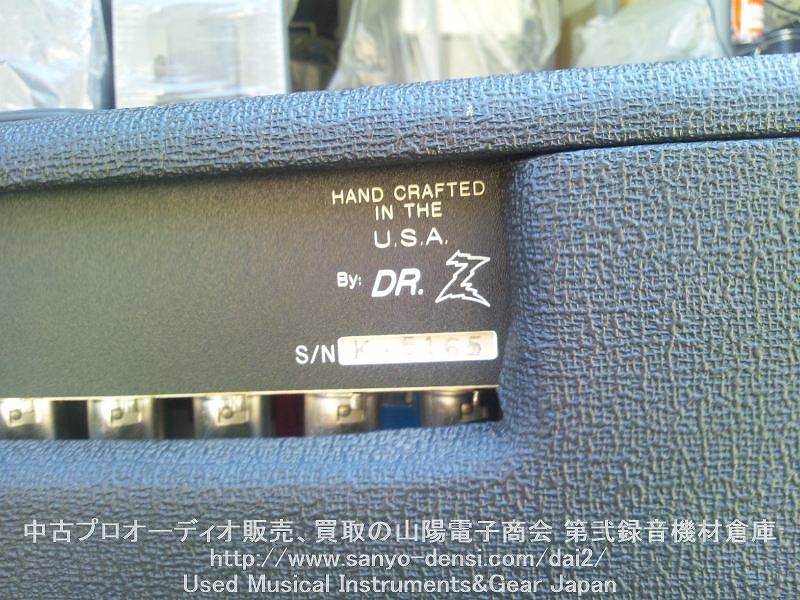 HAND CRAFTED
IN THE
U.S.A.
By: DR. Z
S/N K-5165
中古プロオーディオ販売、買取の山陽電子商会 第弐録音機材倉庫
http://www.sanyo-densi.com/dai2/
Used Musical Instruments&Gear Japan